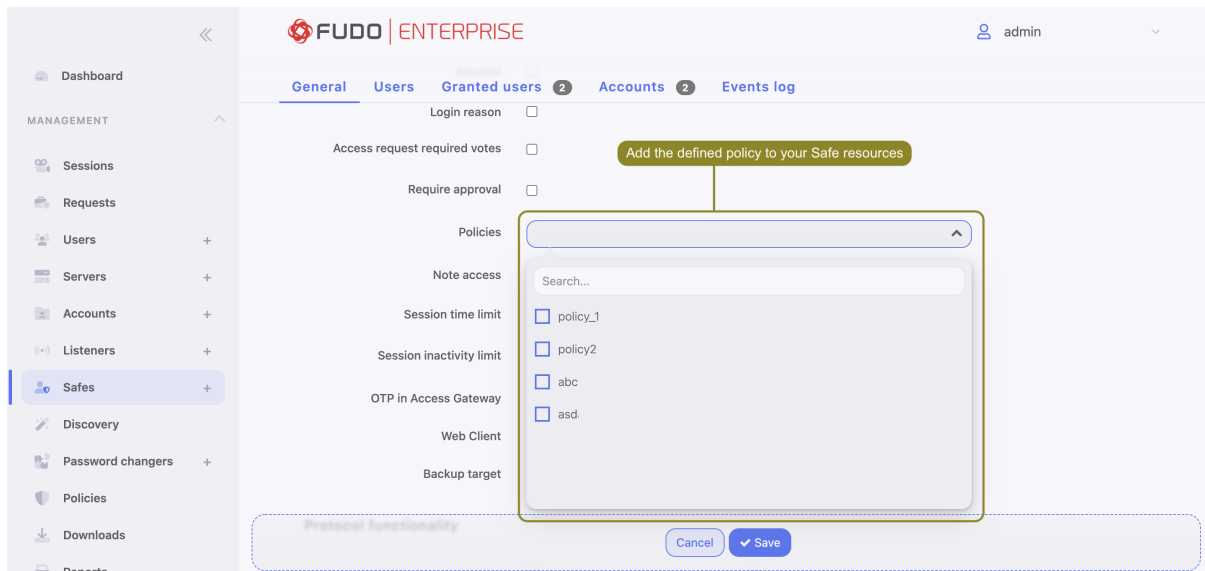 FUDO ENTERPRISE
admin
Dashboard
General Users Granted users 2 Accounts 2 Events log
MANAGEMENT
Login reason
Access request required votes
Add the defined policy to your Safe resources
Sessions
Require approval
Requests
Policies
Users +
Note access
Search...
Servers +
Session time limit
policy_1
Accounts +
Session inactivity limit
policy2
Listeners +
abc
Safes +
OTP in Access Gateway
asd
Discovery
Web Client
Password changers +
Backup target
Policies
Protocol functionality
Downloads
Cancel
Save
Reports